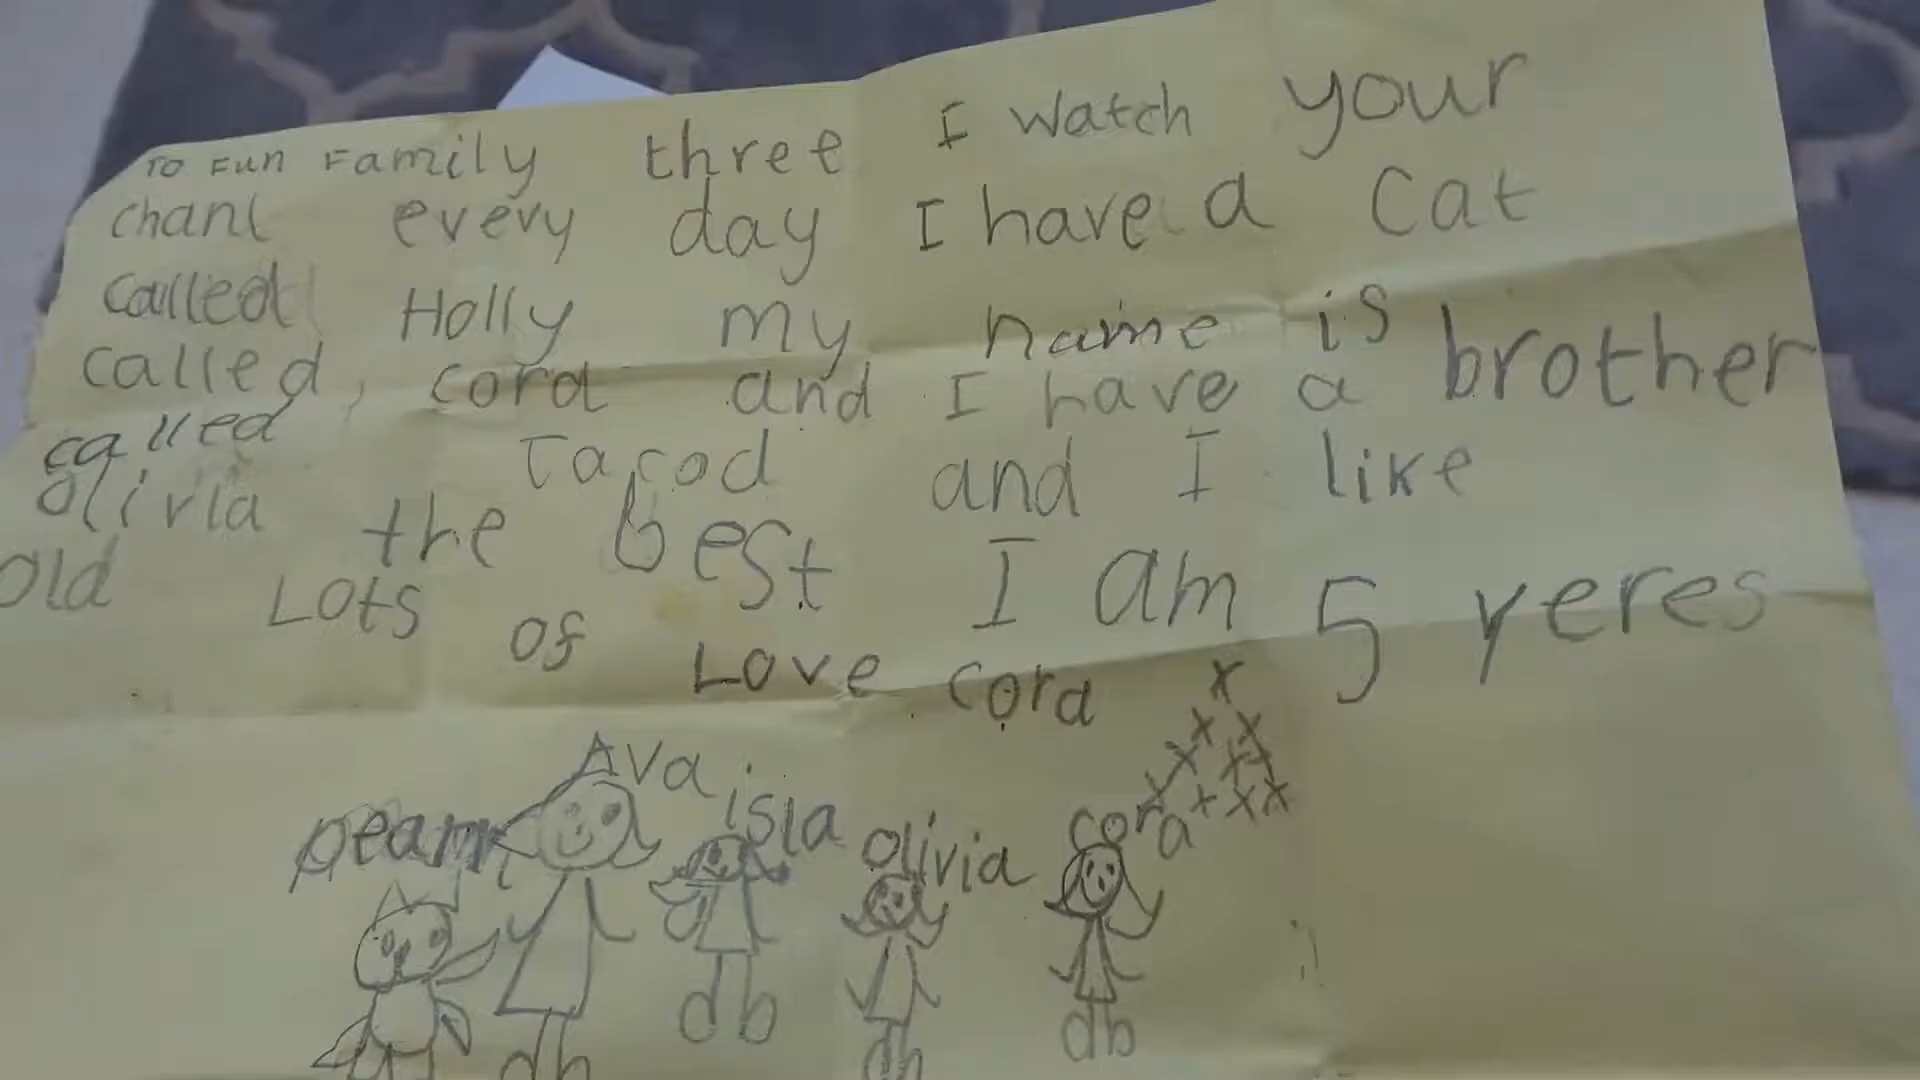 TO FUN FAMILY three I watch your
chanl every day I have a cat
called Holly my name is
called, cora and I have a brother
called Jacod and I like
olivia the best I am 5 yeres
old Lots of Love cora x
x x
x x x
x + x x
Ava
isla
olivia
cora